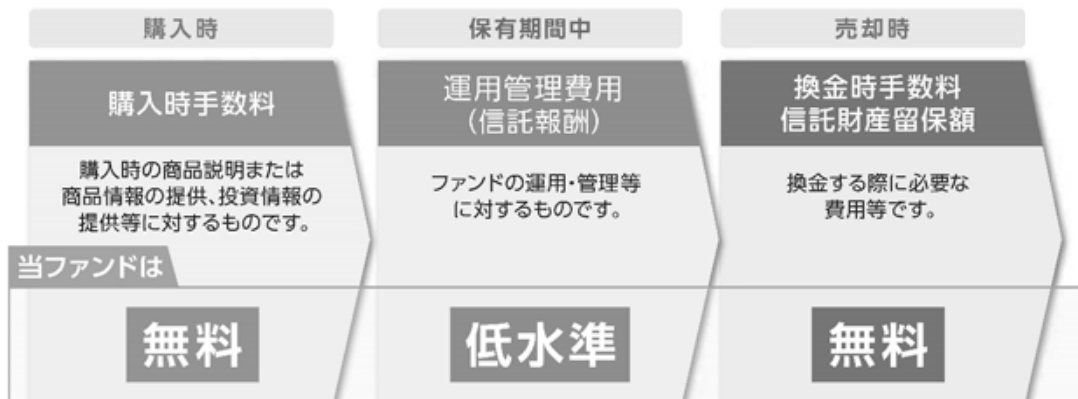 購入時
保有期間中
売却時
購入時手数料
運用管理費用
(信託報酬)
換金時手数料
信託財産留保額
購入時の商品説明または
商品情報の提供、投資情報の
提供等に対するものです。
ファンドの運用・管理等
に対するものです。
換金する際に必要な
費用等です。
当ファンドは
無料
低水準
無料